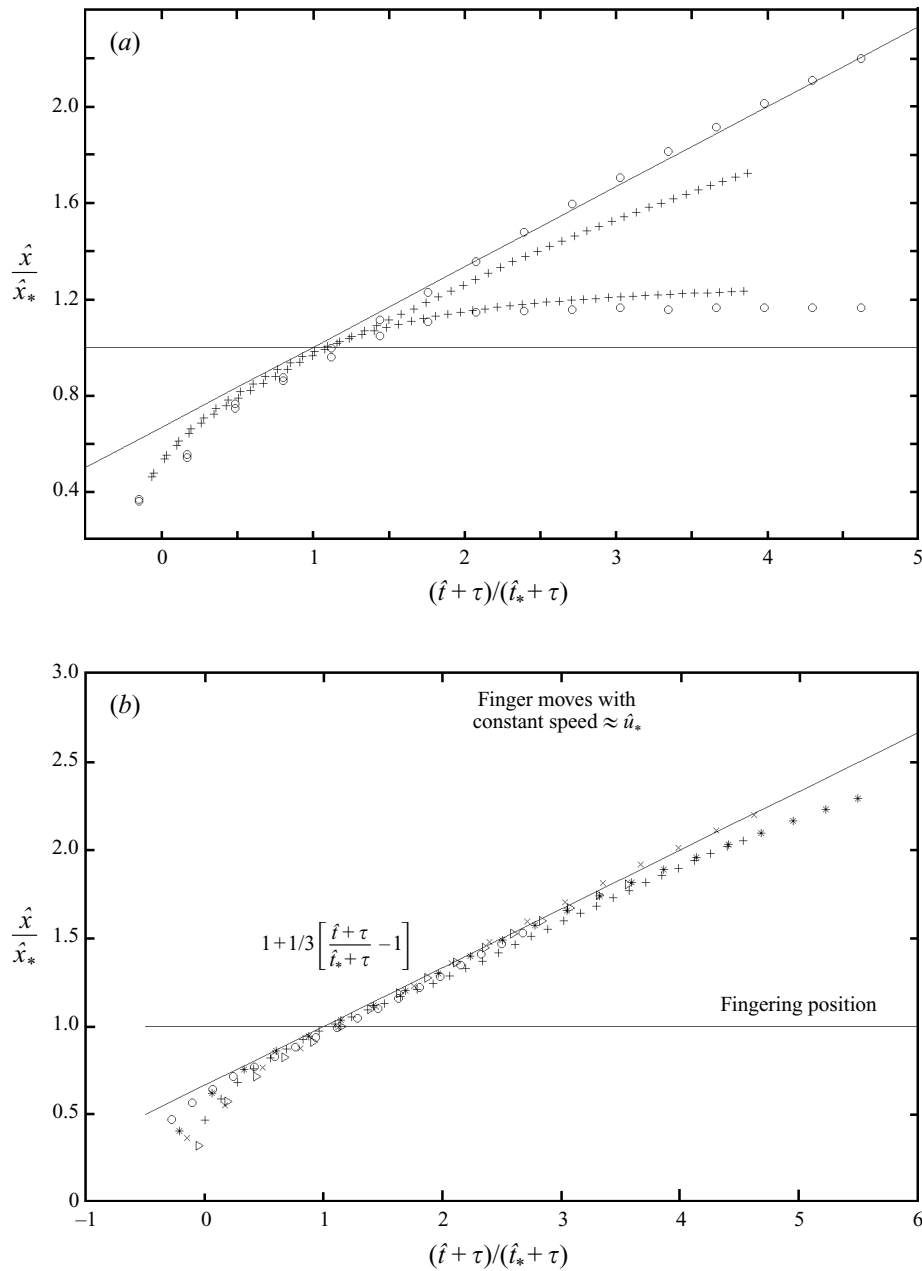 (a)
2.0
1.6
1.2
0.8
0.4
x̂
x̂*
0 1 2 3 4 5
(t̂ + τ)/(t̂* + τ)
(b)
3.0
2.5
2.0
1.5
1.0
0.5
0
Finger moves with
constant speed ≈ û*
x̂
x̂*
1 + 1/3 [ (t̂ + τ)/(t̂* + τ) − 1 ]
Fingering position
–1 0 1 2 3 4 5 6
(t̂ + τ)/(t̂* + τ)